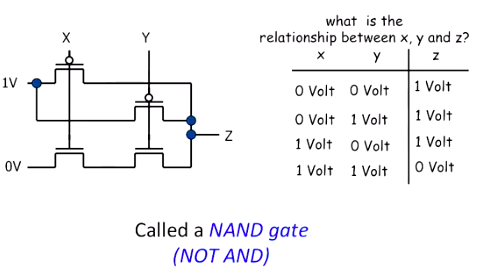 what is the
relationship between x, y and z?
X Y
x y z
1V
0 Volt 0 Volt 1 Volt
0 Volt 1 Volt 1 Volt
Z
1 Volt 0 Volt 1 Volt
0V
1 Volt 1 Volt 0 Volt
Called a NAND gate
(NOT AND)